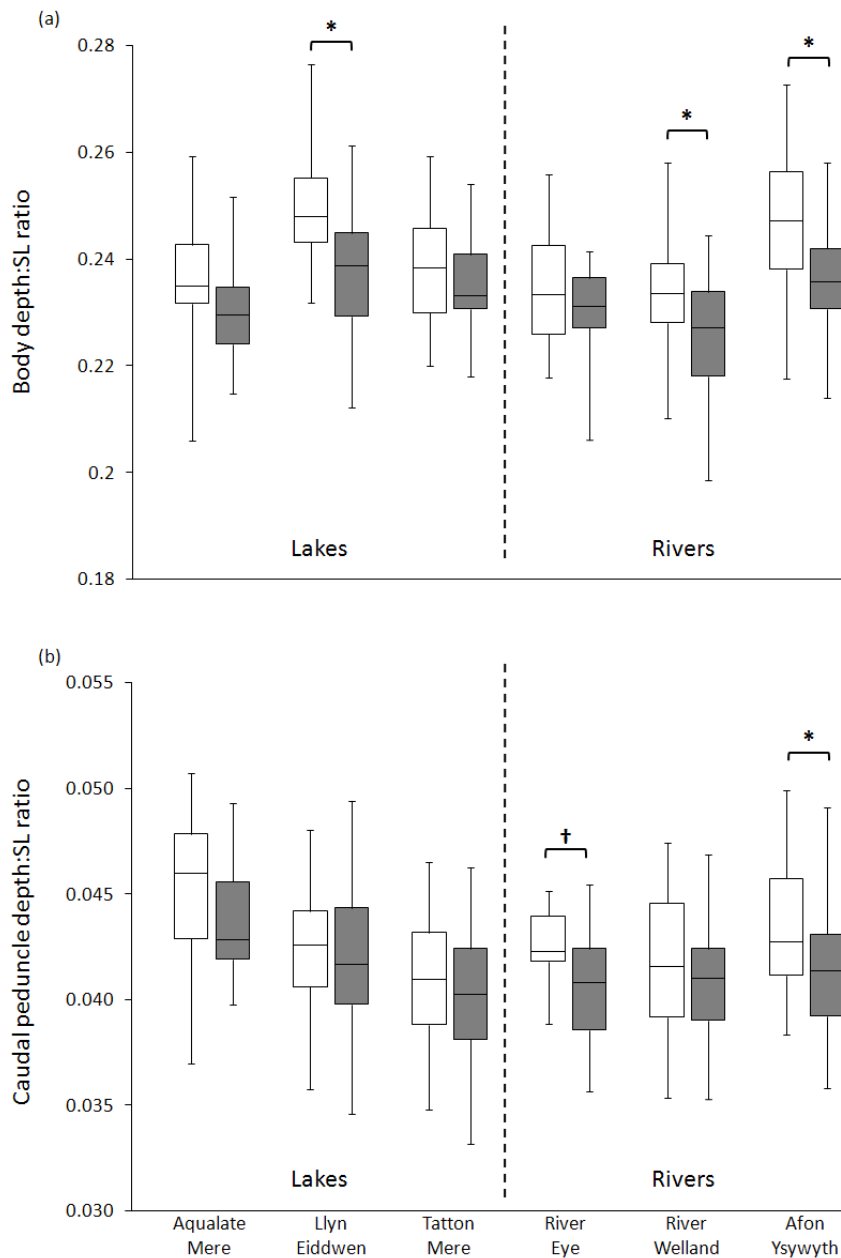 (a)
0.28
0.26
0.24
0.22
0.2
0.18
Body depth:SL ratio
*
*
*
Lakes
Rivers
(b)
0.055
0.050
0.045
0.040
0.035
0.030
Caudal peduncle depth:SL ratio
†
*
Lakes
Rivers
Aqualate
Mere
Llyn
Eiddwen
Tatton
Mere
River
Eye
River
Welland
Afon
Ysywyth